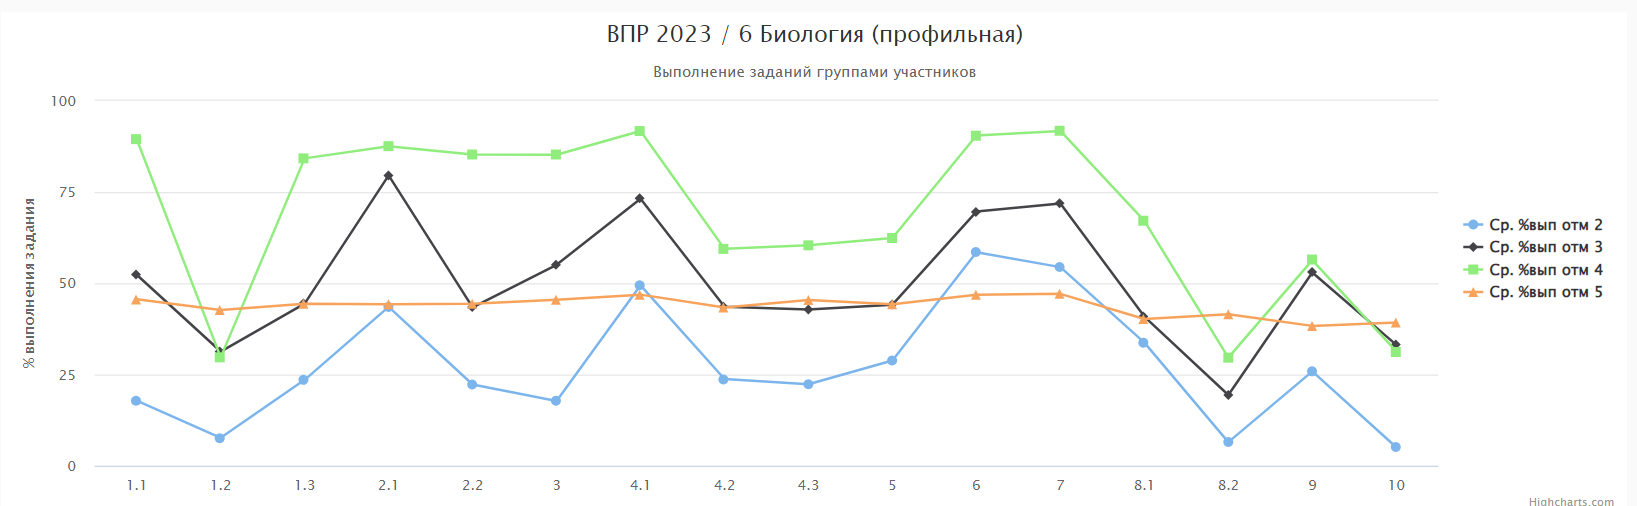 ВПР 2023 / 6 Биология (профильная)
Выполнение заданий группами участников
% выполнения задания
100
75
50
25
0
1.1 1.2 1.3 2.1 2.2 3 4.1 4.2 4.3 5 6 7 8.1 8.2 9 10
Ср. %вып отм 2
Ср. %вып отм 3
Ср. %вып отм 4
Ср. %вып отм 5
Highcharts.com